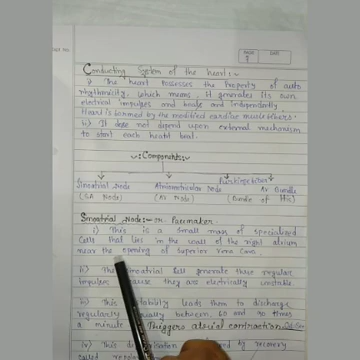 PAGE DATE
Conducting System of the heart :-
i) The heart Possesses the Property of auto
rhythmicity, which means, it generates its own
electrical impulses and beats independently.
Heard is formed by the modified cardiac muscle fibers.
ii) It does not depend upon external mechanism
to start each heart beat.
:Components:
Sinoatrial Node Atrioventricular Node Purkinje fibers AV Bundle
(SA Node) (AV Node) (Bundle of His)
Sinoatrial Node:- or Pacemaker
i) This is a Small mass of specialized
Cells that lies in the wall of the right atrium
near the opening of Superior vena Cava.
ii) The Sinoatrial generate these regular
impulses because they are electrically unstable
iii) This instability leads them to discharge
regularly usually between 60 and 80 times
a minute. Triggers atrial contraction
iv) This followed by recovery
called